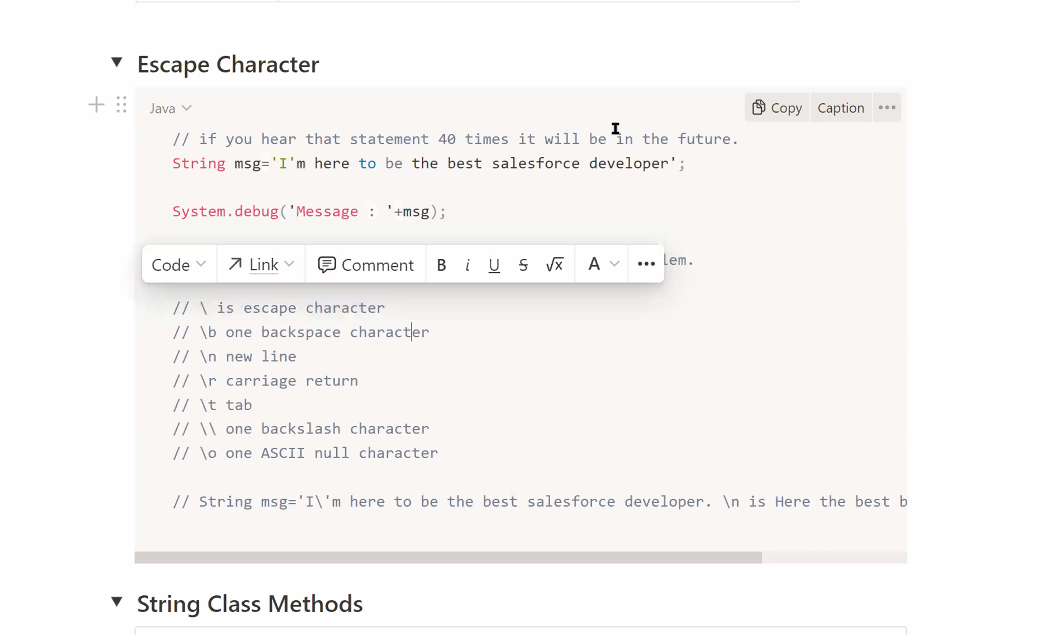 Escape Character
Java
Copy Caption
// if you hear that statement 40 times it will be in the future.
String msg='I'm here to be the best salesforce developer';
System.debug('Message : '+msg);
lem.
Code Link Comment B i U S √x A
// \ is escape character
// \b one backspace character
// \n new line
// \r carriage return
// \t tab
// \\ one backslash character
// \o one ASCII null character
// String msg='I\'m here to be the best salesforce developer. \n is Here the best b
String Class Methods